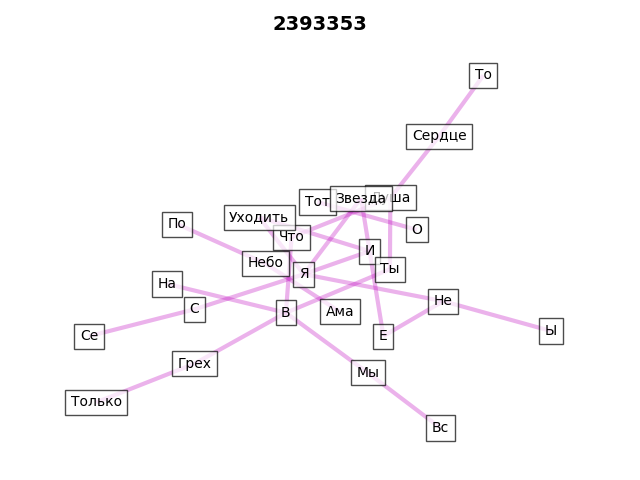 2393353
То
Сердце
Душа
Звезда
Тот
Уходить
По
О
Что
И
Небо
Ты
Я
На
Не
С
Ама
В
Ы
Се
Е
Грех
Мы
Только
Вс